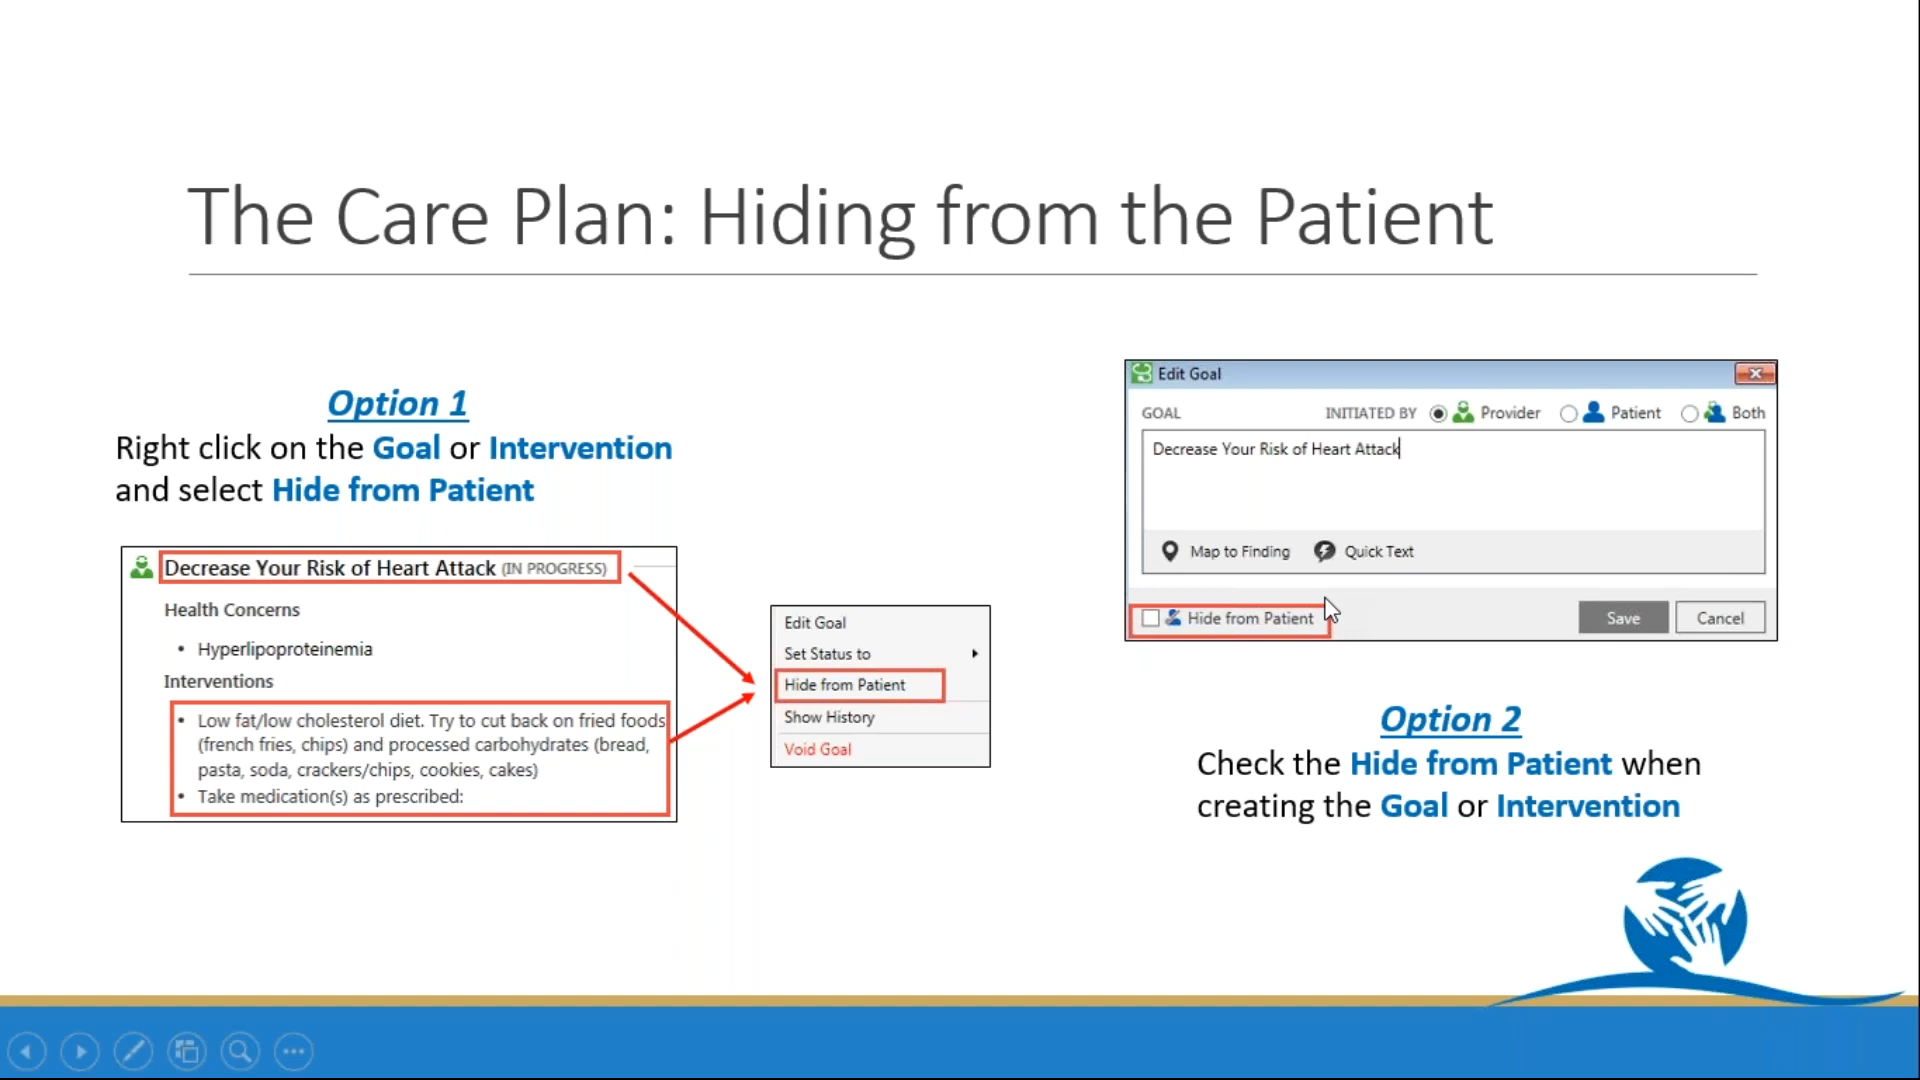 The Care Plan: Hiding from the Patient
Option 1
Right click on the Goal or Intervention
and select Hide from Patient
Decrease Your Risk of Heart Attack (IN PROGRESS)
Health Concerns
• Hyperlipoproteinemia
Interventions
• Low fat/low cholesterol diet. Try to cut back on fried foods
(french fries, chips) and processed carbohydrates (bread,
pasta, soda, crackers/chips, cookies, cakes)
• Take medication(s) as prescribed:
Edit Goal
Set Status to
Hide from Patient
Show History
Void Goal
Edit Goal
GOAL INITIATED BY Provider Patient Both
Decrease Your Risk of Heart Attack
Map to Finding Quick Text
Hide from Patient Save Cancel
Option 2
Check the Hide from Patient when
creating the Goal or Intervention